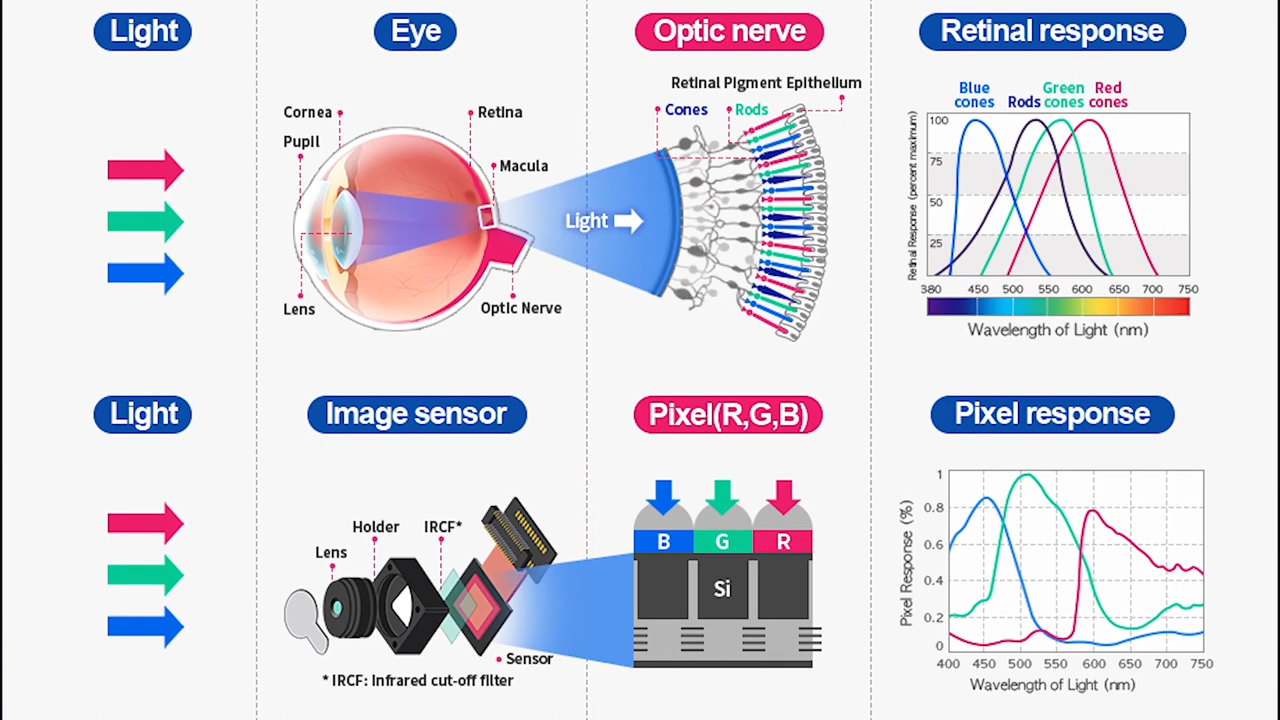 Light
Eye
Optic nerve
Retinal response
Retinal Pigment Epithelium
Cones
Rods
Cornea
Pupil
Retina
Macula
Lens
Optic Nerve
Light
Blue cones
Rods
Green cones
Red cones
Retinal Response (percent maximum)
100
75
50
25
380 450 500 550 600 700 750
Wavelength of Light (nm)
Light
Image sensor
Pixel(R,G,B)
Pixel response
Lens
Holder
IRCF*
Sensor
* IRCF: Infrared cut-off filter
B G R
Si
Pixel Response (%)
1
0.8
0.6
0.4
0.2
0
400 450 500 550 600 650 700 750
Wavelength of Light (nm)